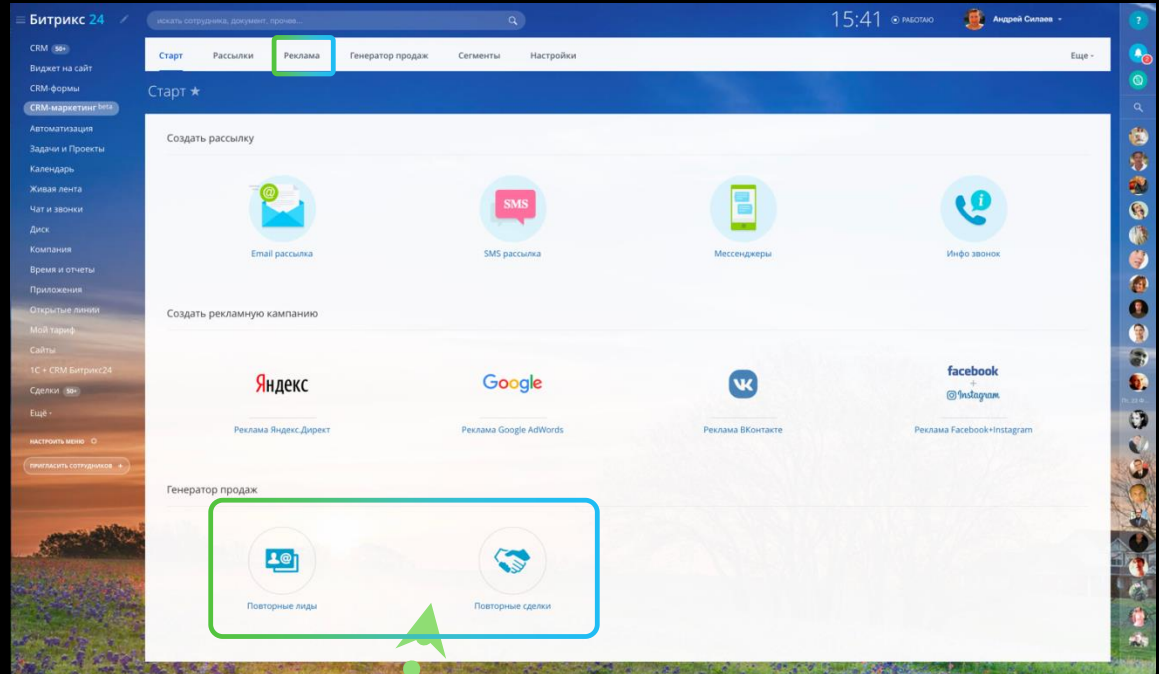 Битрикс 24
искать сотрудника, документ, прочее...
15:41
РАБОТАЮ
Андрей Силаев
?
CRM 50+
Виджет на сайт
CRM-формы
CRM-маркетинг beta
Автоматизация
Задачи и Проекты
Календарь
Живая лента
Чат и звонки
Диск
Компания
Время и отчеты
Приложения
Открытые линии
Мой тариф
Сайты
1С + CRM Битрикс24
Сделки 50+
Ещё
НАСТРОИТЬ МЕНЮ
ПРИГЛАСИТЬ СОТРУДНИКОВ +
Старт Рассылки Реклама Генератор продаж Сегменты Настройки Еще
Старт
Создать рассылку
@ SMS i
Email рассылка SMS рассылка Мессенджеры Инфо звонок
Создать рекламную кампанию
Яндекс Google VK facebook
+
Instagram
Реклама Яндекс.Директ Реклама Google AdWords Реклама ВКонтакте Реклама Facebook+Instagram
Генератор продаж
@
Повторные лиды Повторные сделки